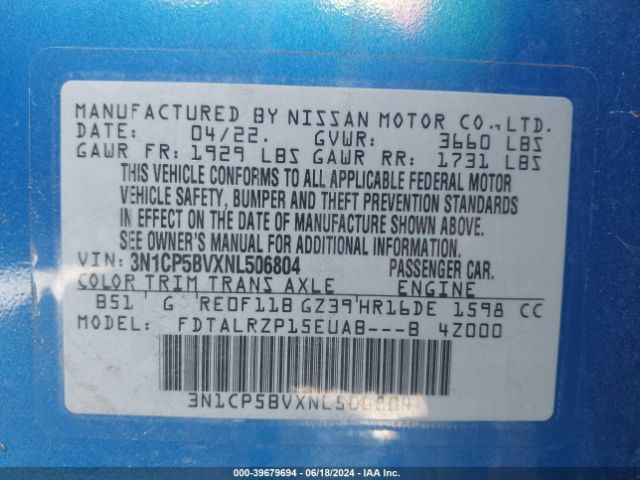 MANUFACTURED BY NISSAN MOTOR CO., LTD.
DATE: 04/22. GVWR: 3660 LBS
GAWR FR: 1929 LBS GAWR RR: 1731 LBS
THIS VEHICLE CONFORMS TO ALL APPLICABLE FEDERAL MOTOR
VEHICLE SAFETY, BUMPER AND THEFT PREVENTION STANDARDS
IN EFFECT ON THE DATE OF MANUFACTURE SHOWN ABOVE.
SEE OWNER'S MANUAL FOR ADDITIONAL INFORMATION.
VIN: 3N1CP5BVXNL506804 PASSENGER CAR.
COLOR TRIM TRANS AXLE ENGINE
B51 G RE0F11B GZ39 HR16DE 1598 CC
MODEL: FDTALRZP15EUAB---B 4Z000
3N1CP5BVXNL506804
000-39679694 / 06/18/2024 / IAA Inc.